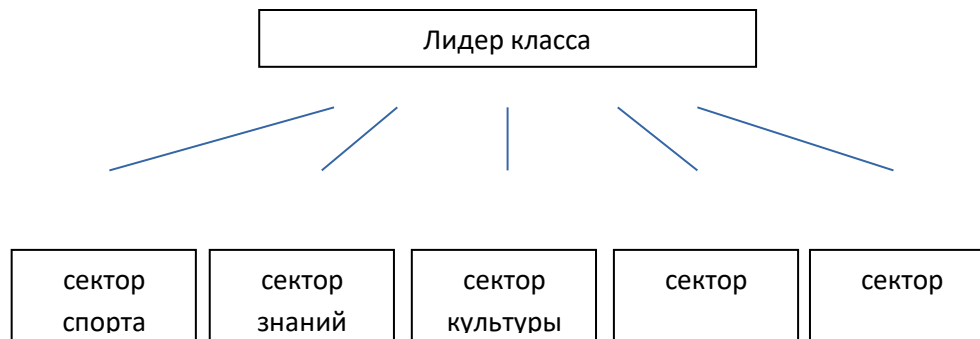 Лидер класса
сектор спорта
сектор знаний
сектор культуры
сектор
сектор